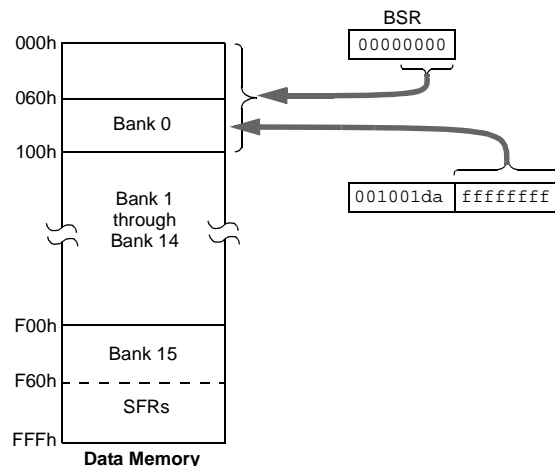 BSR
000h
00000000
060h
Bank 0
100h
001001da ffffffff
Bank 1
through
Bank 14
F00h
Bank 15
F60h
SFRs
FFFh
Data Memory